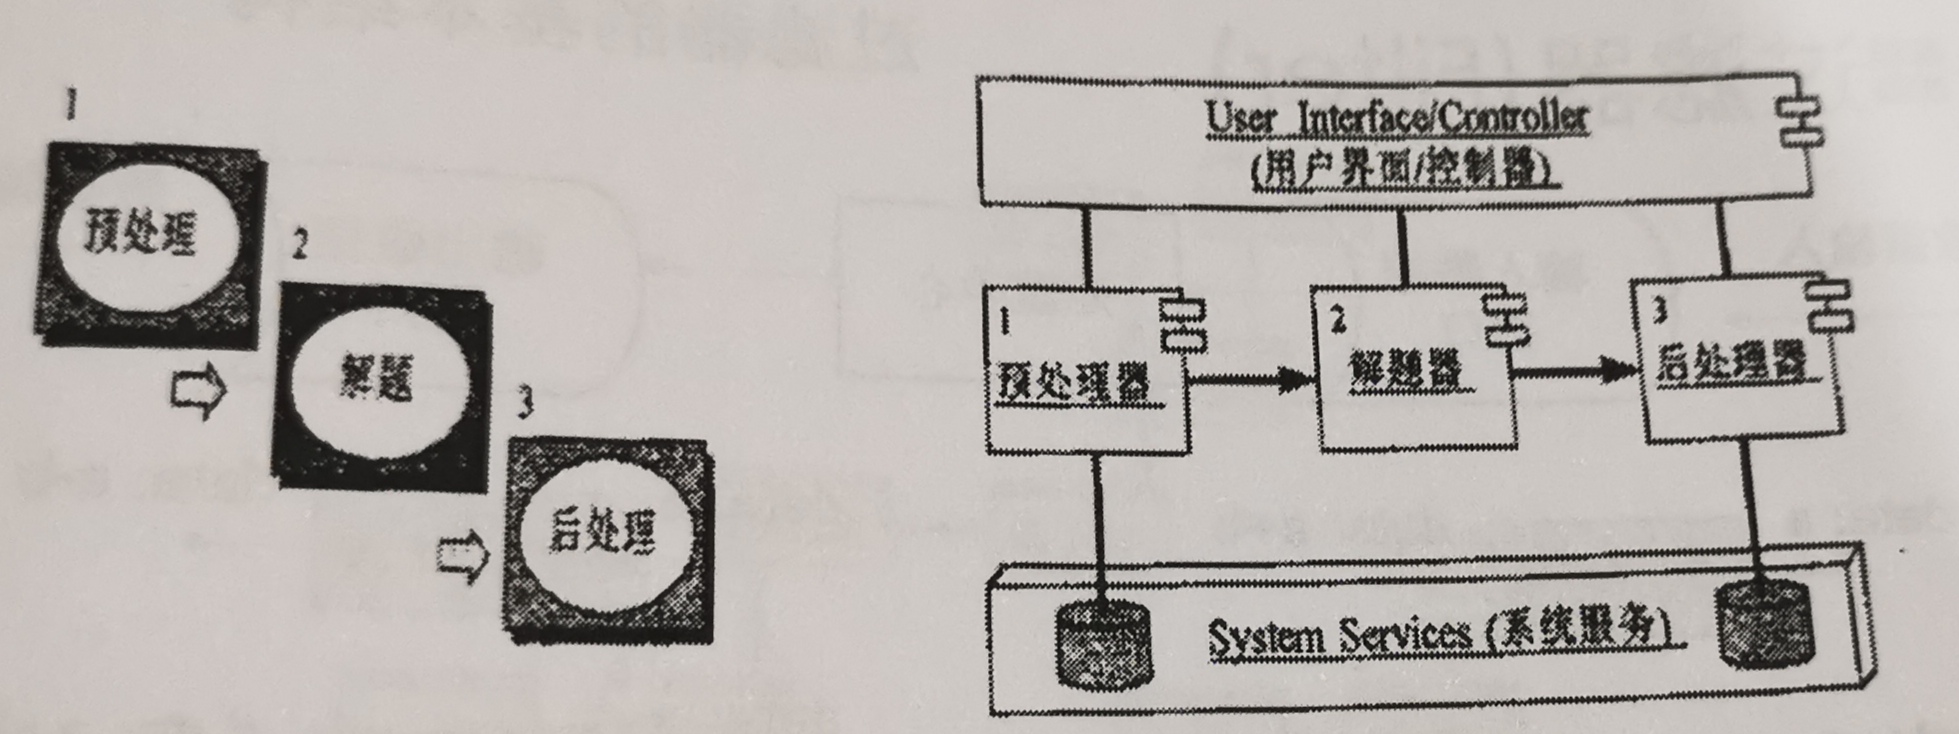 1
预处理
2
解题
3
后处理
User Interface/Controller
(用户界面/控制器)
1
预处理器
2
解题器
3
后处理器
System Services (系统服务)